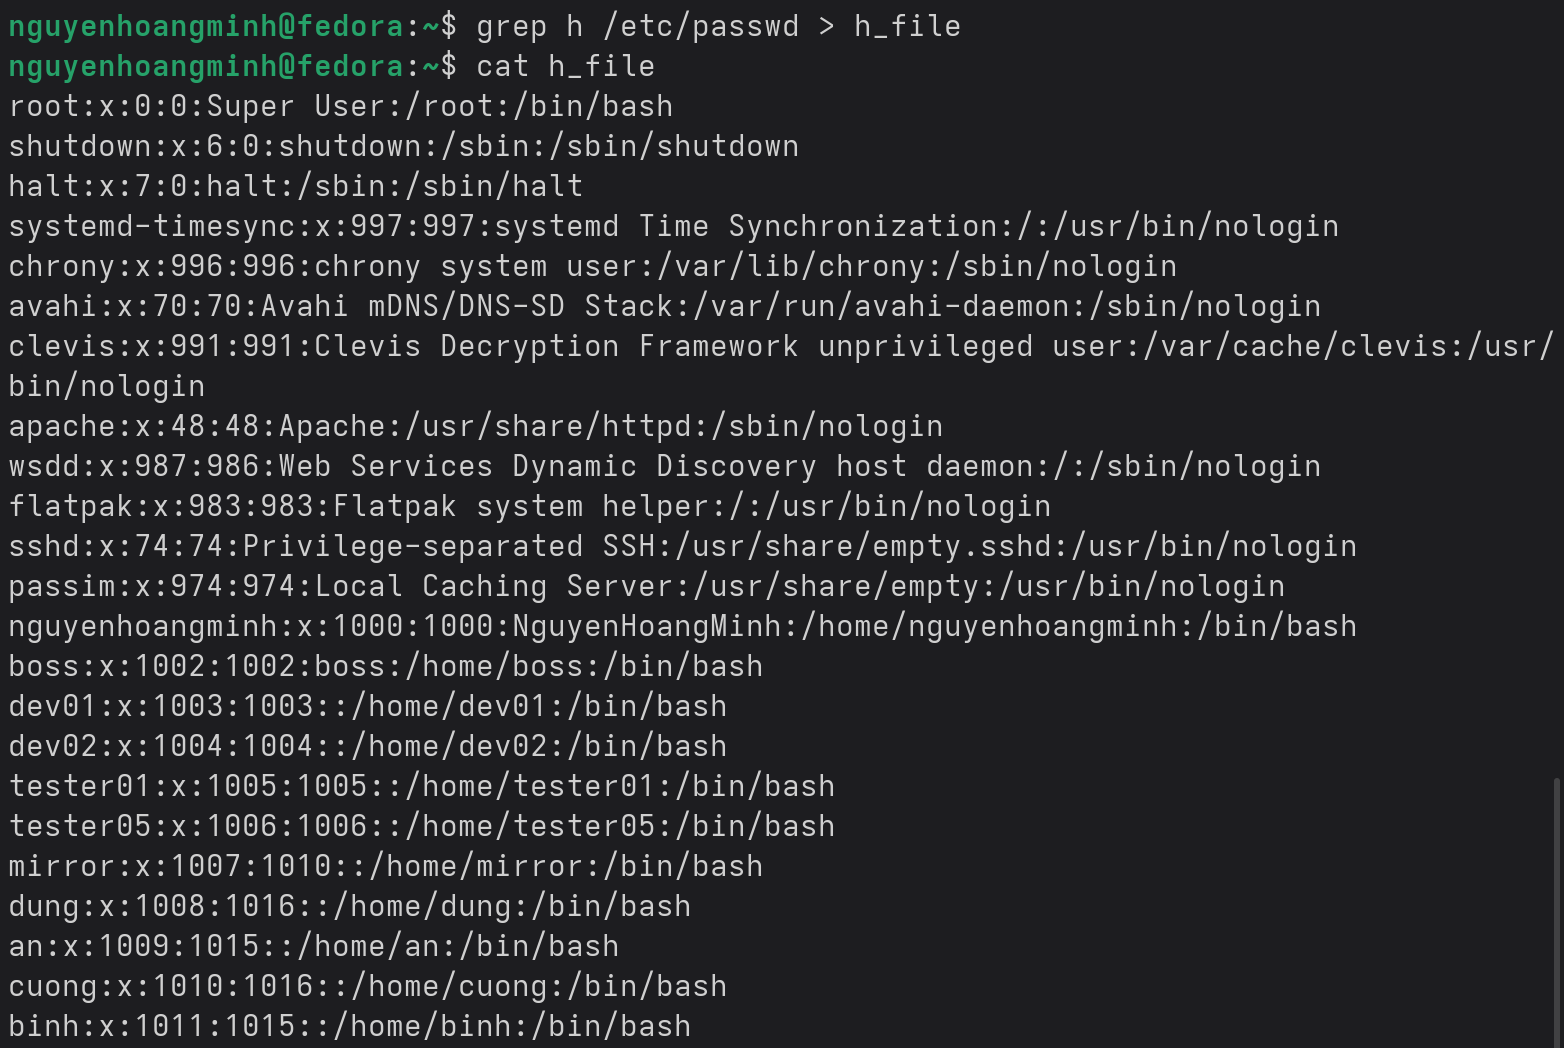 nguyenhoangminh@fedora:~$ grep h /etc/passwd > h_file
nguyenhoangminh@fedora:~$ cat h_file
root:x:0:0:Super User:/root:/bin/bash
shutdown:x:6:0:shutdown:/sbin:/sbin/shutdown
halt:x:7:0:halt:/sbin:/sbin/halt
systemd-timesync:x:997:997:systemd Time Synchronization:/:/usr/bin/nologin
chrony:x:996:996:chrony system user:/var/lib/chrony:/sbin/nologin
avahi:x:70:70:Avahi mDNS/DNS-SD Stack:/var/run/avahi-daemon:/sbin/nologin
clevis:x:991:991:Clevis Decryption Framework unprivileged user:/var/cache/clevis:/usr/
bin/nologin
apache:x:48:48:Apache:/usr/share/httpd:/sbin/nologin
wsdd:x:987:986:Web Services Dynamic Discovery host daemon:/:/sbin/nologin
flatpak:x:983:983:Flatpak system helper:/:/usr/bin/nologin
sshd:x:74:74:Privilege-separated SSH:/usr/share/empty.sshd:/usr/bin/nologin
passim:x:974:974:Local Caching Server:/usr/share/empty:/usr/bin/nologin
nguyenhoangminh:x:1000:1000:NguyenHoangMinh:/home/nguyenhoangminh:/bin/bash
boss:x:1002:1002:boss:/home/boss:/bin/bash
dev01:x:1003:1003::/home/dev01:/bin/bash
dev02:x:1004:1004::/home/dev02:/bin/bash
tester01:x:1005:1005::/home/tester01:/bin/bash
tester05:x:1006:1006::/home/tester05:/bin/bash
mirror:x:1007:1010::/home/mirror:/bin/bash
dung:x:1008:1016::/home/dung:/bin/bash
an:x:1009:1015::/home/an:/bin/bash
cuong:x:1010:1016::/home/cuong:/bin/bash
binh:x:1011:1015::/home/binh:/bin/bash